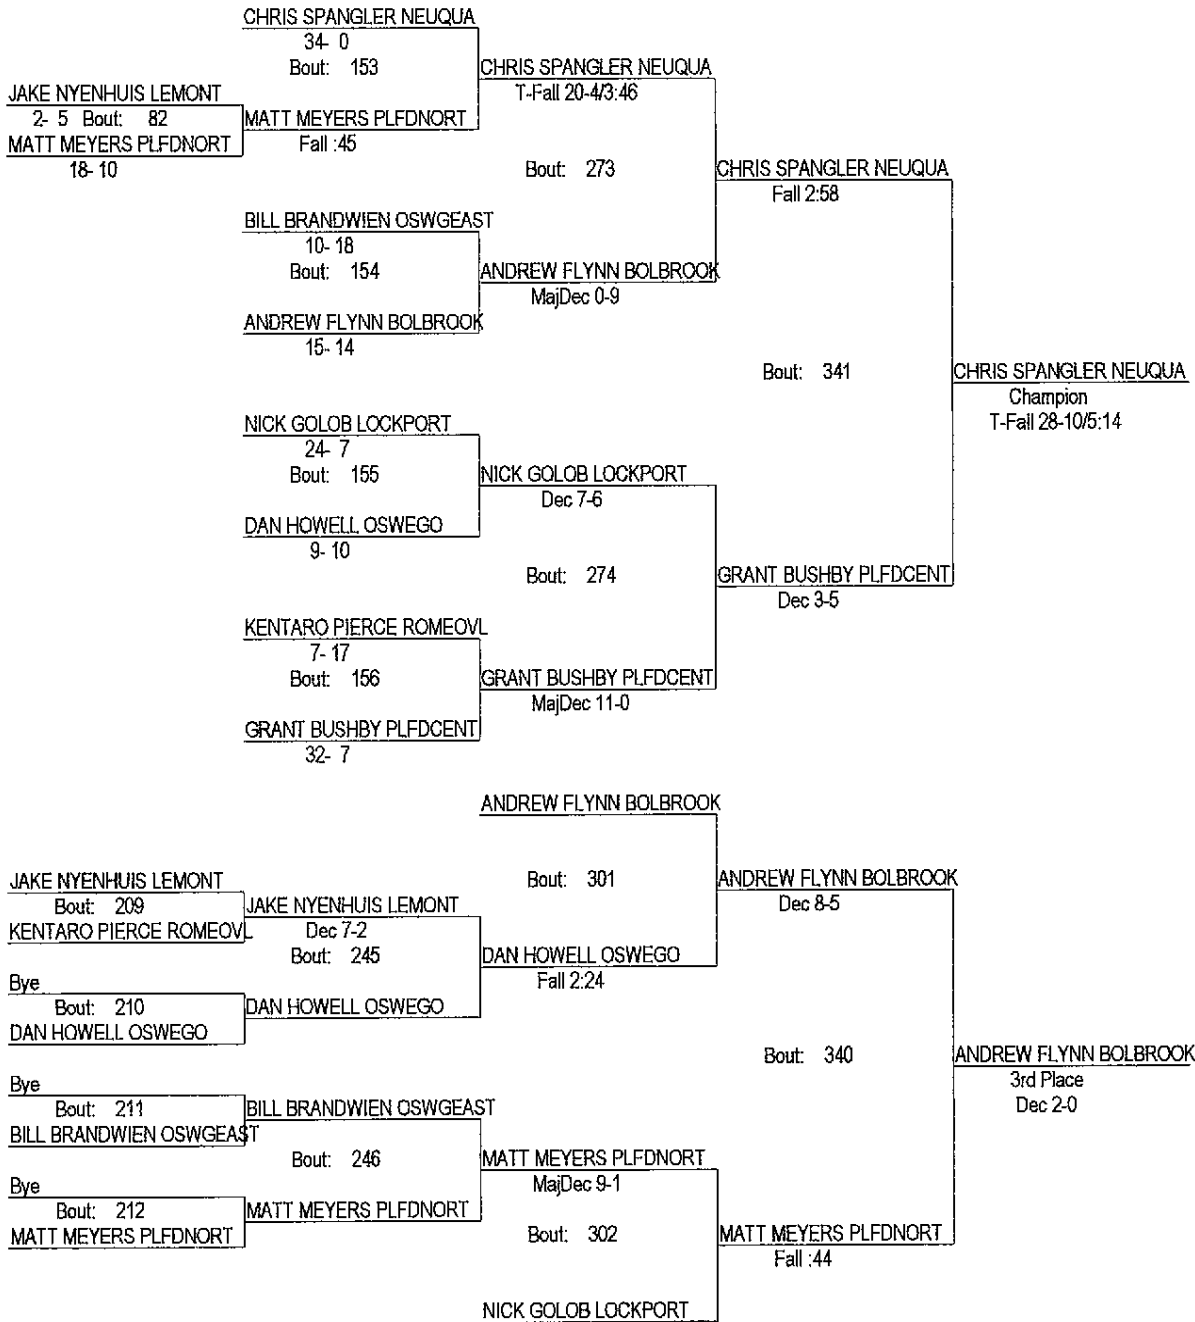 CHRIS SPANGLER NEUQUA
34- 0
Bout: 153
CHRIS SPANGLER NEUQUA
T-Fall 20-4/3:46
JAKE NYENHUIS LEMONT
2- 5 Bout: 82
MATT MEYERS PLFDNORT
18- 10
MATT MEYERS PLFDNORT
Fall :45
Bout: 273
CHRIS SPANGLER NEUQUA
Fall 2:58
BILL BRANDWIEN OSWGEAST
10- 18
Bout: 154
ANDREW FLYNN BOLBROOK
MajDec 0-9
ANDREW FLYNN BOLBROOK
15- 14
Bout: 341
CHRIS SPANGLER NEUQUA
Champion
T-Fall 28-10/5:14
NICK GOLOB LOCKPORT
24- 7
Bout: 155
NICK GOLOB LOCKPORT
Dec 7-6
DAN HOWELL OSWEGO
9- 10
Bout: 274
GRANT BUSHBY PLFDCENT
Dec 3-5
KENTARO PIERCE ROMEOVL
7- 17
Bout: 156
GRANT BUSHBY PLFDCENT
MajDec 11-0
GRANT BUSHBY PLFDCENT
32- 7
ANDREW FLYNN BOLBROOK
Bout: 301
ANDREW FLYNN BOLBROOK
Dec 8-5
JAKE NYENHUIS LEMONT
Bout: 209
KENTARO PIERCE ROMEOVL
JAKE NYENHUIS LEMONT
Dec 7-2
Bout: 245
DAN HOWELL OSWEGO
Fall 2:24
Bye
Bout: 210
DAN HOWELL OSWEGO
DAN HOWELL OSWEGO
Bout: 340
ANDREW FLYNN BOLBROOK
3rd Place
Dec 2-0
Bye
Bout: 211
BILL BRANDWIEN OSWGEAST
BILL BRANDWIEN OSWGEAST
Bout: 246
MATT MEYERS PLFDNORT
MajDec 9-1
Bye
Bout: 212
MATT MEYERS PLFDNORT
MATT MEYERS PLFDNORT
Bout: 302
MATT MEYERS PLFDNORT
Fall :44
NICK GOLOB LOCKPORT